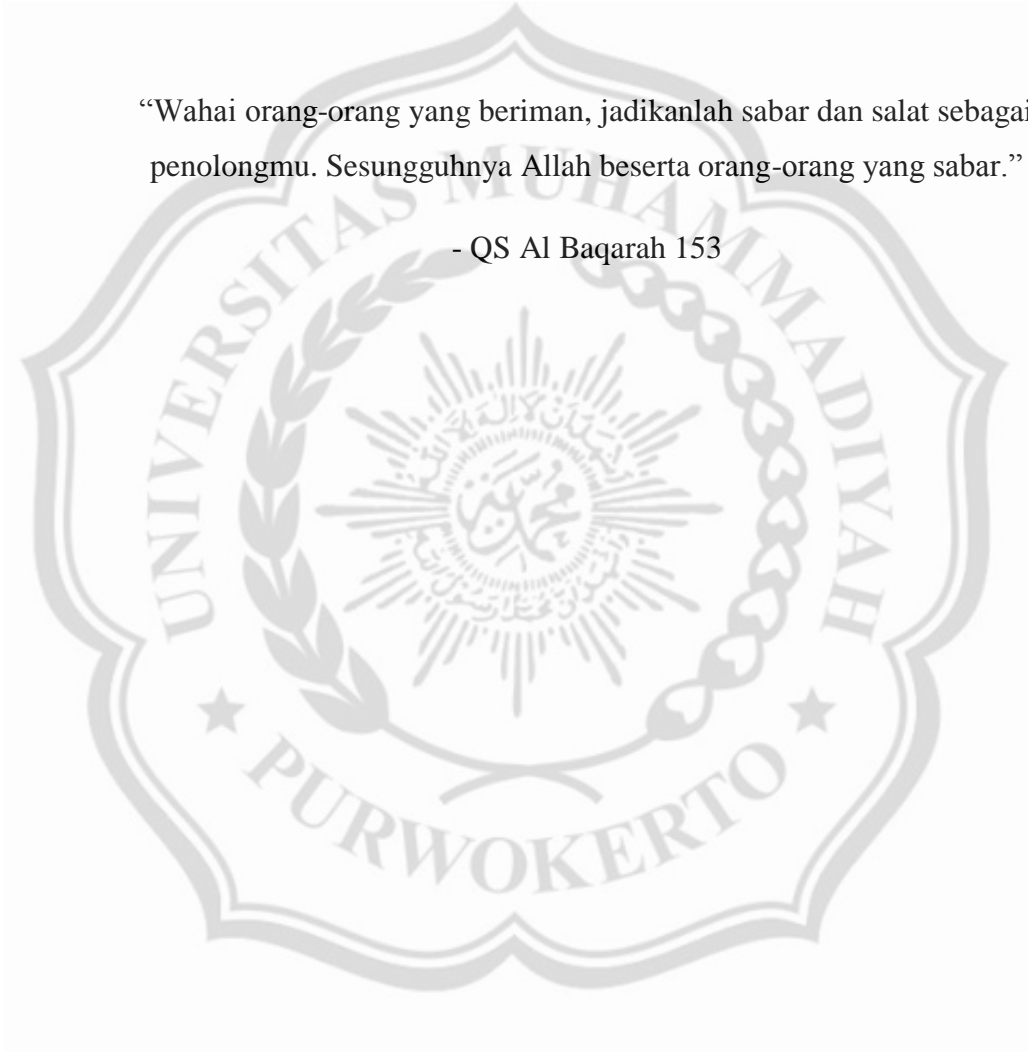 “Wahai orang-orang yang beriman, jadikanlah sabar dan salat sebagai
penolongmu. Sesungguhnya Allah beserta orang-orang yang sabar.”
- QS Al Baqarah 153
UNIVERSITAS MUHAMMADIYAH
PURWOKERTO
محمدية